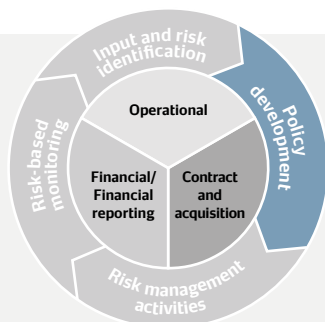 Input and risk
identification
Policy
development
Operational
Risk-based
monitoring
Financial/
Financial
reporting
Contract
and
acquisition
Risk management
activities